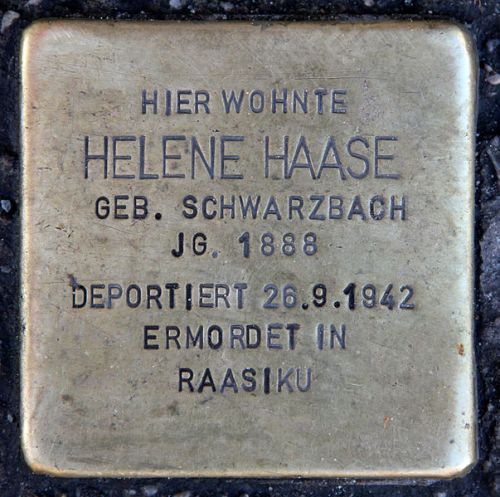 HIER WOHNTE
HELENE HAASE
GEB. SCHWARZBACH
JG. 1888
DEPORTIERT 26.9.1942
ERMORDET IN
RAASIKU